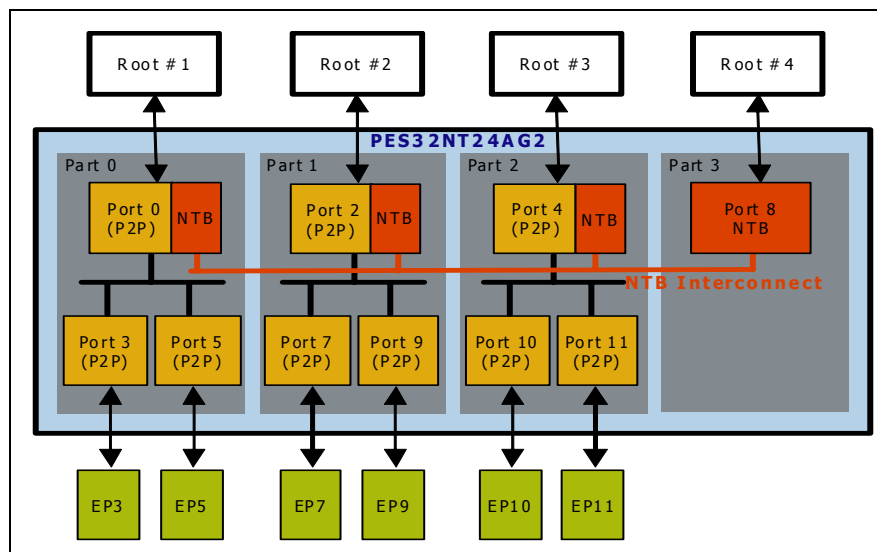 Root #1
Root #2
Root #3
Root #4
PES32NT24AG2
Part 0
Part 1
Part 2
Part 3
Port 0
(P2P)
NTB
Port 2
(P2P)
NTB
Port 4
(P2P)
NTB
Port 8
NTB
NTB Interconnect
Port 3
(P2P)
Port 5
(P2P)
Port 7
(P2P)
Port 9
(P2P)
Port 10
(P2P)
Port 11
(P2P)
EP3
EP5
EP7
EP9
EP10
EP11